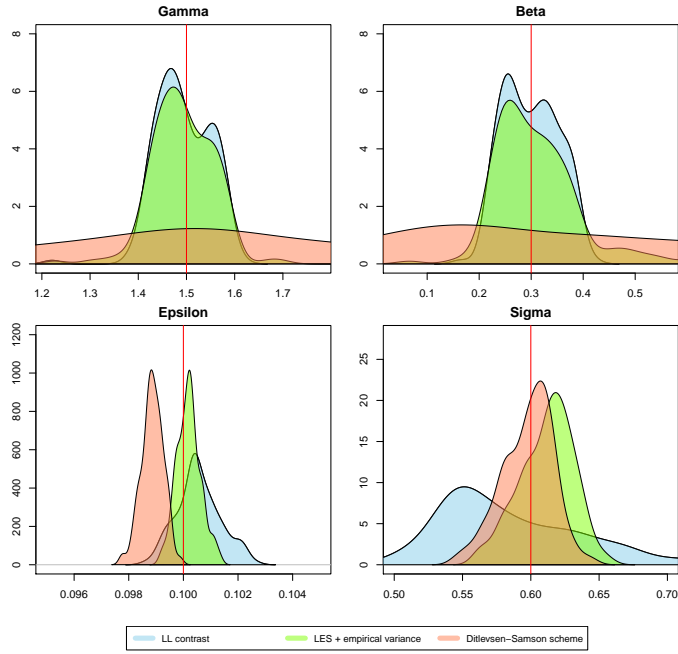 Gamma
Beta
8
6
4
2
0
1.2 1.3 1.4 1.5 1.6 1.7
8
6
4
2
0
0.1 0.2 0.3 0.4 0.5
Epsilon
Sigma
1200
1000
800
600
400
200
0
0.096 0.098 0.100 0.102 0.104
25
20
15
10
5
0
0.50 0.55 0.60 0.65 0.70
LL contrast LES + empirical variance Ditlevsen−Samson scheme